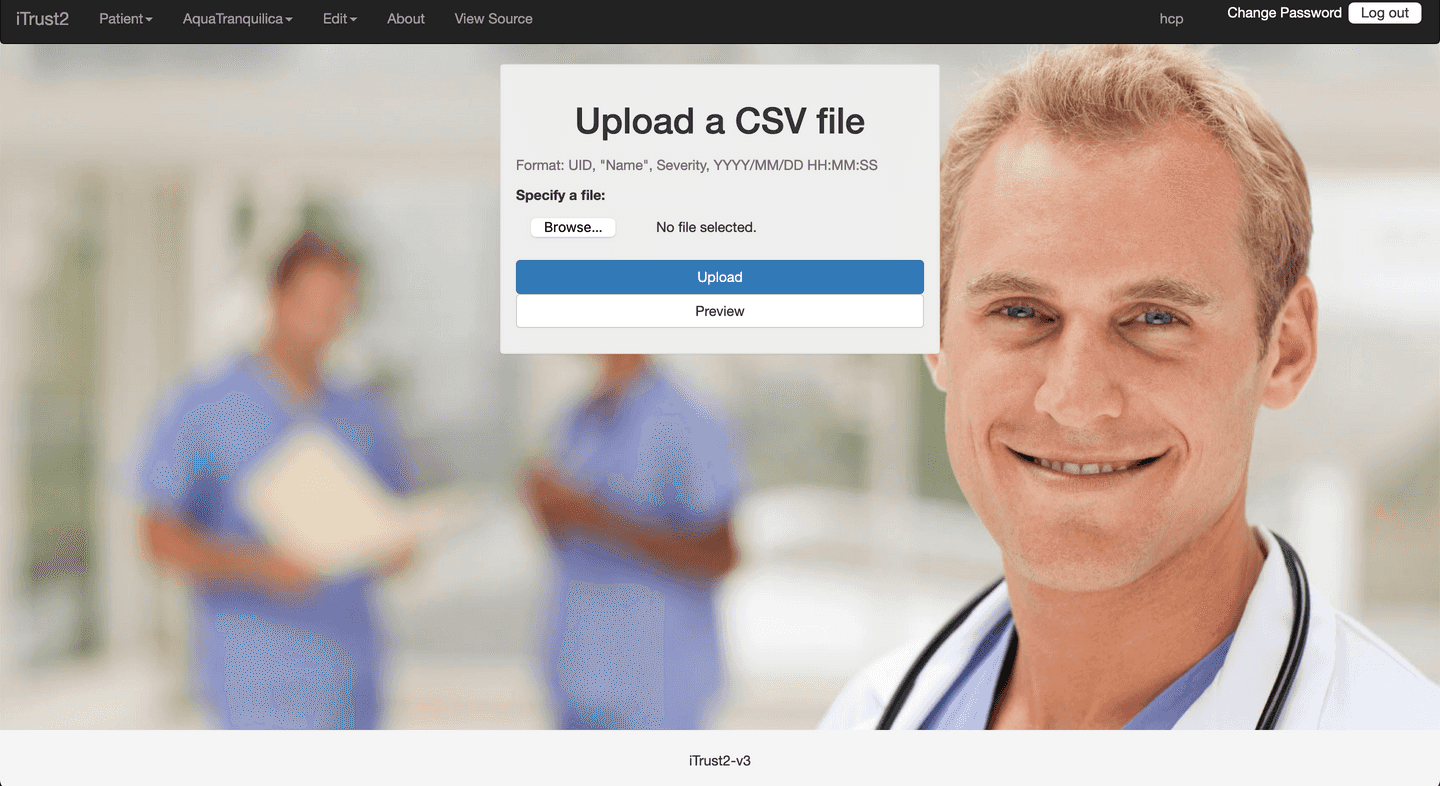 iTrust2 Patient AquaTranquilica Edit About View Source hcp Change Password Log out
Upload a CSV file
Format: UID, "Name", Severity, YYYY/MM/DD HH:MM:SS
Specify a file:
Browse... No file selected.
Upload
Preview
iTrust2-v3